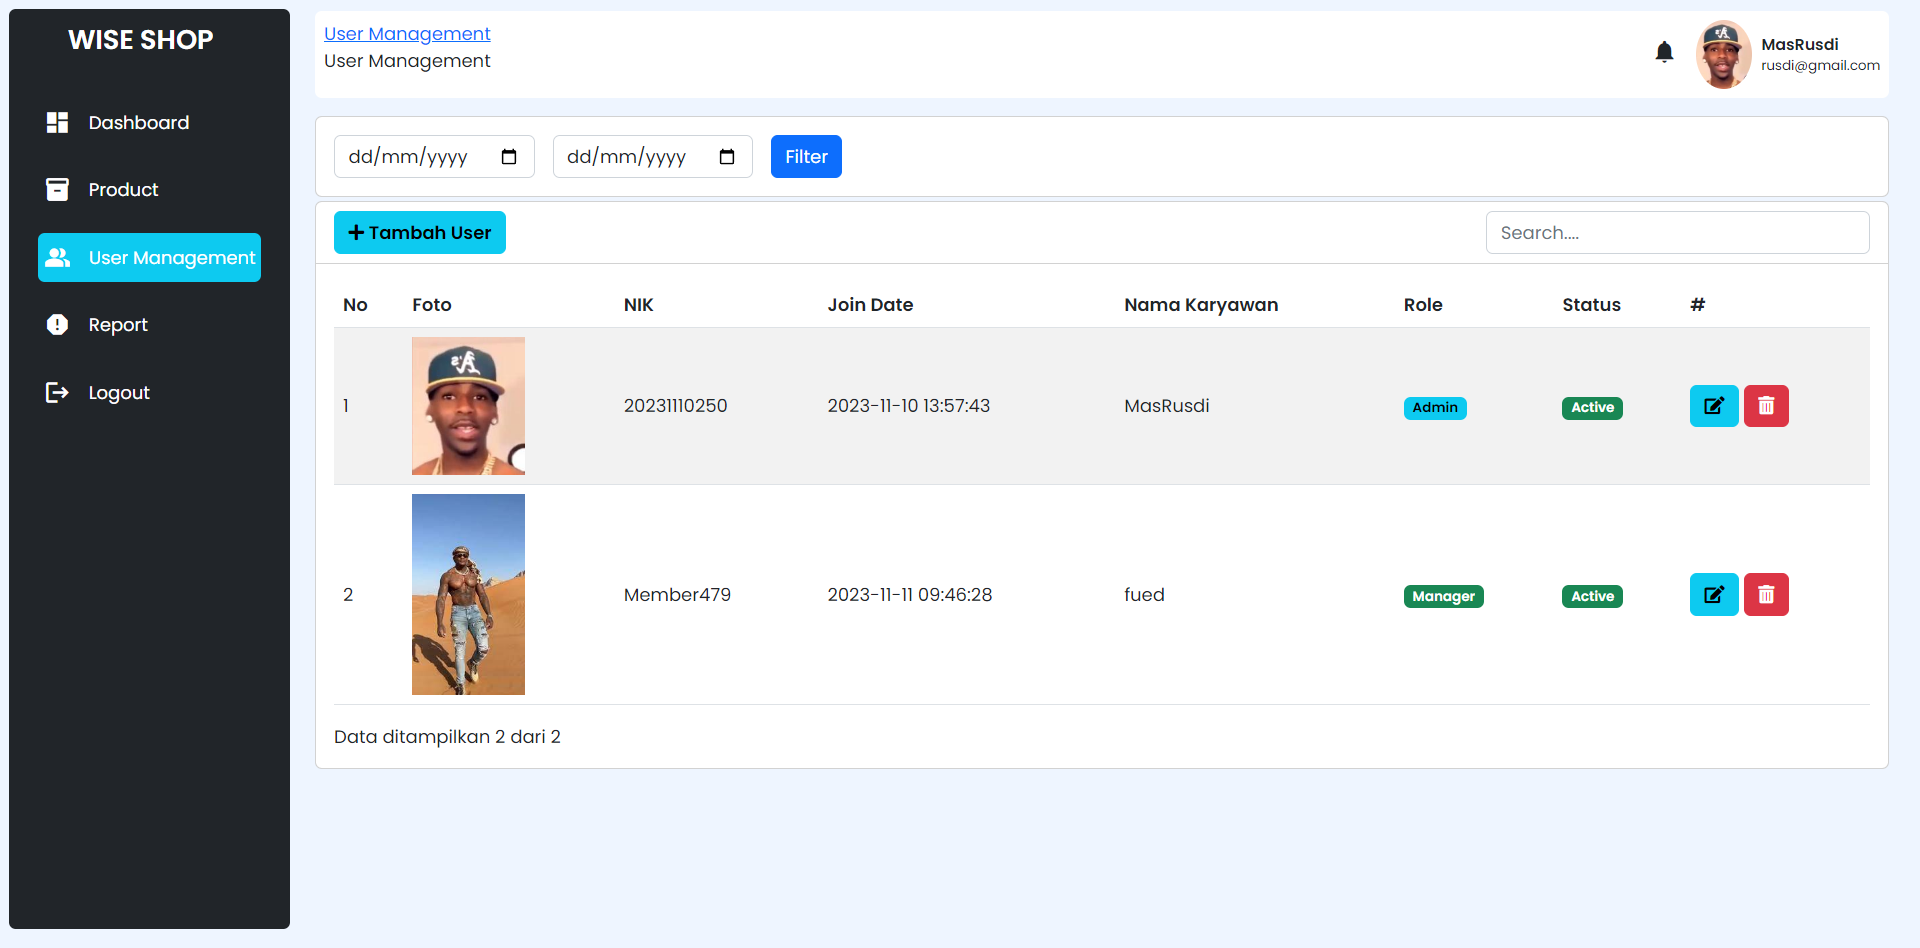 WISE SHOP
Dashboard
Product
User Management
Report
Logout
User Management
User Management
MasRusdi
rusdi@gmail.com
dd/mm/yyyy
dd/mm/yyyy
Filter
+ Tambah User
Search....
No Foto NIK Join Date Nama Karyawan Role Status #
1 20231110250 2023-11-10 13:57:43 MasRusdi Admin Active
2 Member479 2023-11-11 09:46:28 fued Manager Active
Data ditampilkan 2 dari 2